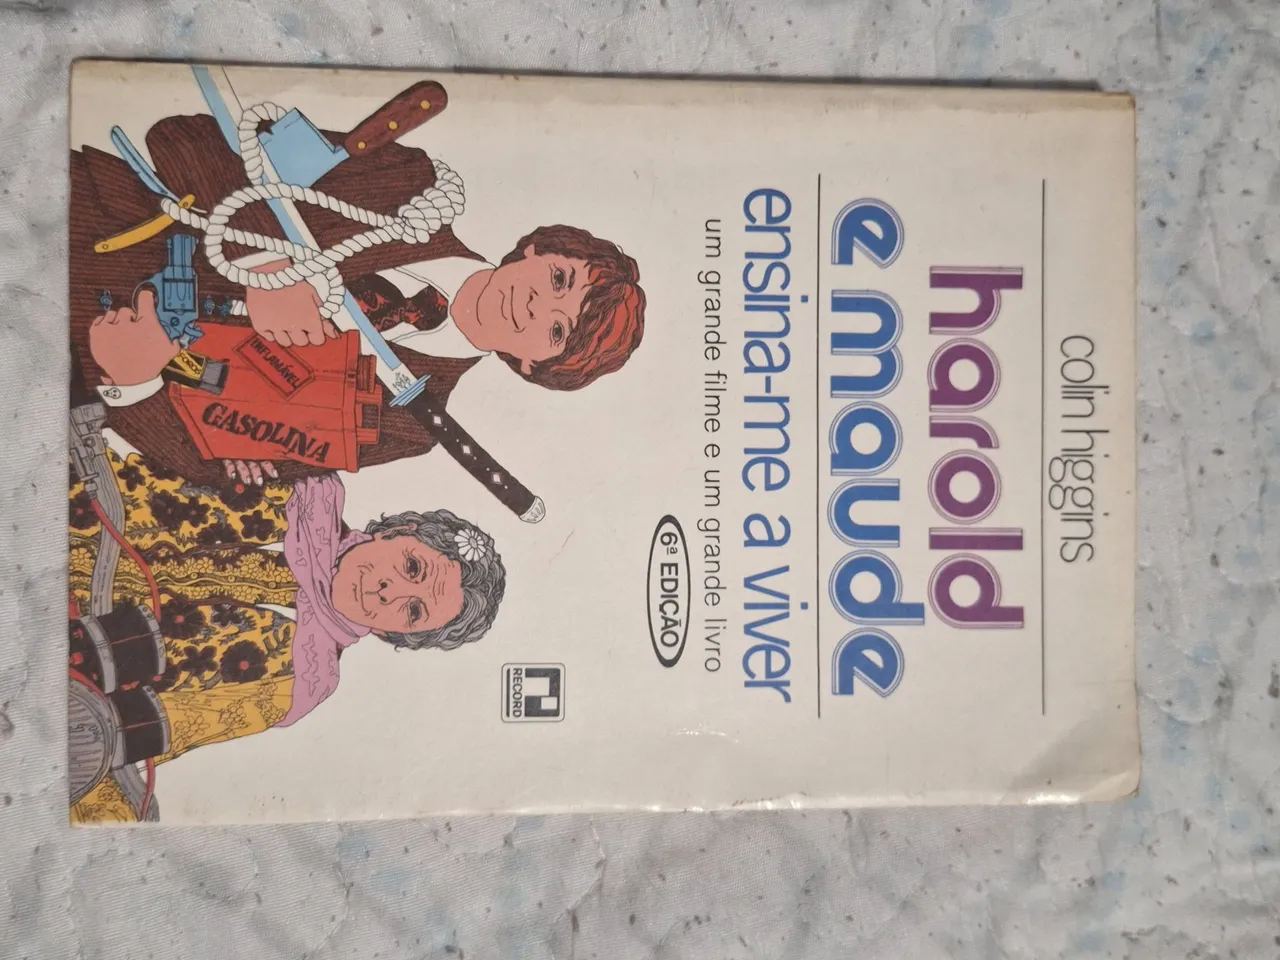 colin higgins
harold
e maude
ensina-me a viver
um grande filme e um grande livro
6ª EDIÇÃO
RECORD
INFLAMÁVEL
GASOLINA